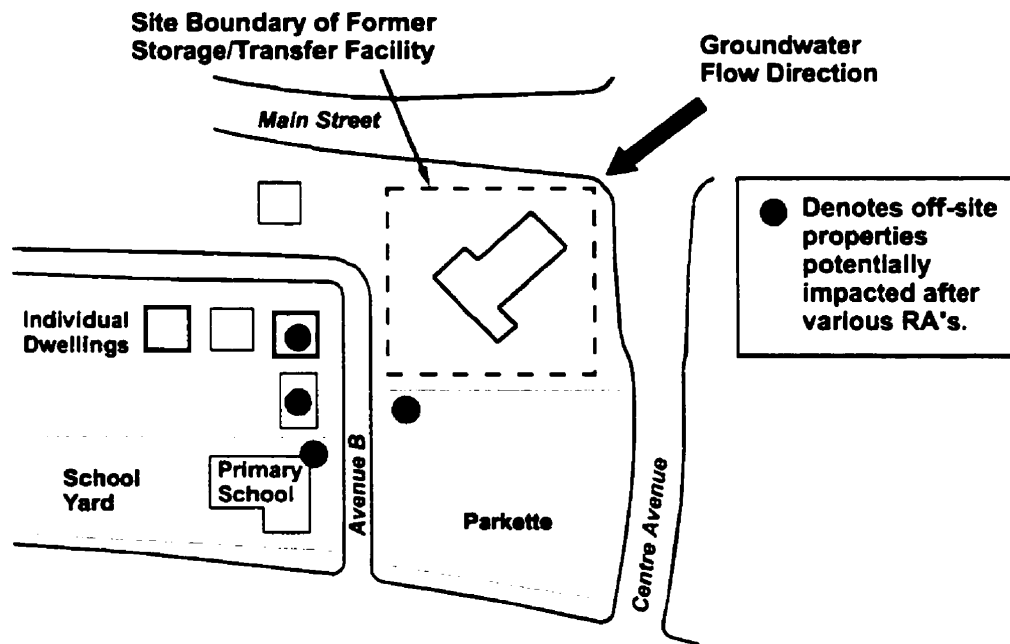 Site Boundary of Former
Storage/Transfer Facility
Groundwater
Flow Direction
Main Street
Denotes off-site
properties
potentially
impacted after
various RA's.
Individual
Dwellings
School
Yard
Primary
School
Avenue B
Parkette
Centre Avenue